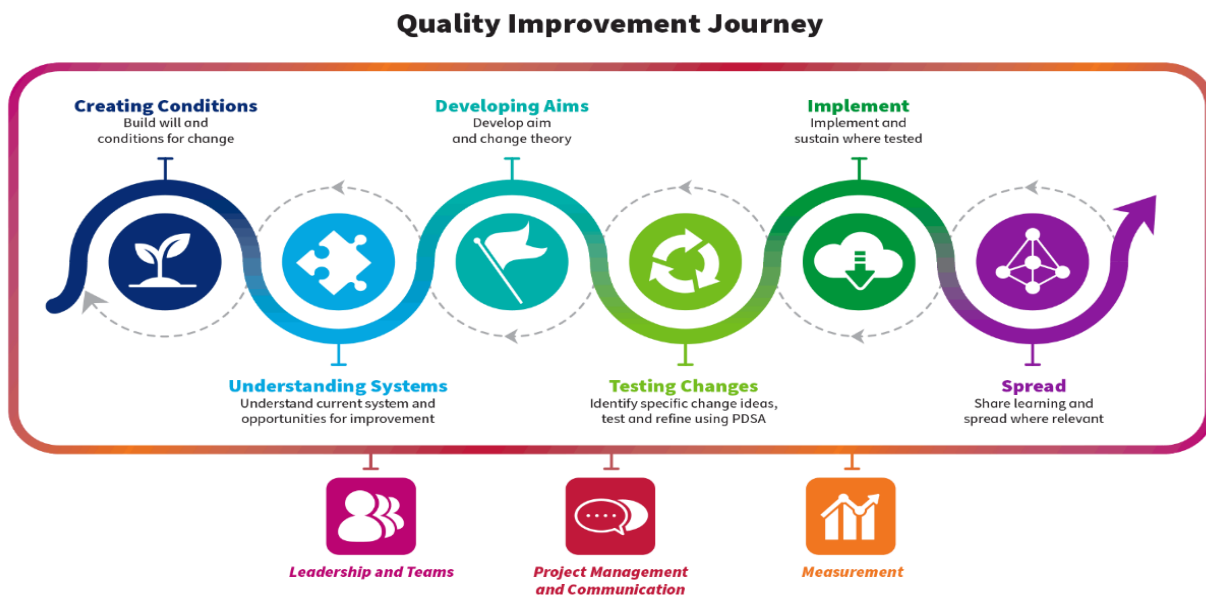 Quality Improvement Journey
Creating Conditions
Build will and
conditions for change
Developing Aims
Develop aim
and change theory
Implement
Implement and
sustain where tested
Understanding Systems
Understand current system and
opportunities for improvement
Testing Changes
Identify specific change ideas,
test and refine using PDSA
Spread
Share learning and
spread where relevant
Leadership and Teams
Project Management
and Communication
Measurement